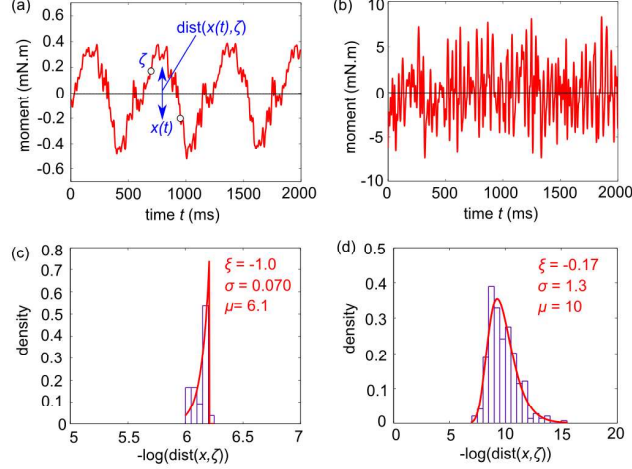 (a)
moment (mN.m)
0.6
0.4
0.2
0
-0.2
-0.4
-0.6
ζ
dist(x(t),ζ)
x(t)
0 500 1000 1500 2000
time t (ms)
(b)
moment (mN.m)
10
5
0
-5
-10
0 500 1000 1500 2000
time t (ms)
(c)
density
0.8
0.7
0.6
0.5
0.4
0.3
0.2
0.1
0
ξ = -1.0
σ = 0.070
μ= 6.1
5 5.5 6 6.5 7
-log(dist(x,ζ))
(d)
density
0.5
0.4
0.3
0.2
0.1
0
ξ = -0.17
σ = 1.3
μ = 10
0 5 10 15 20
-log(dist(x,ζ))